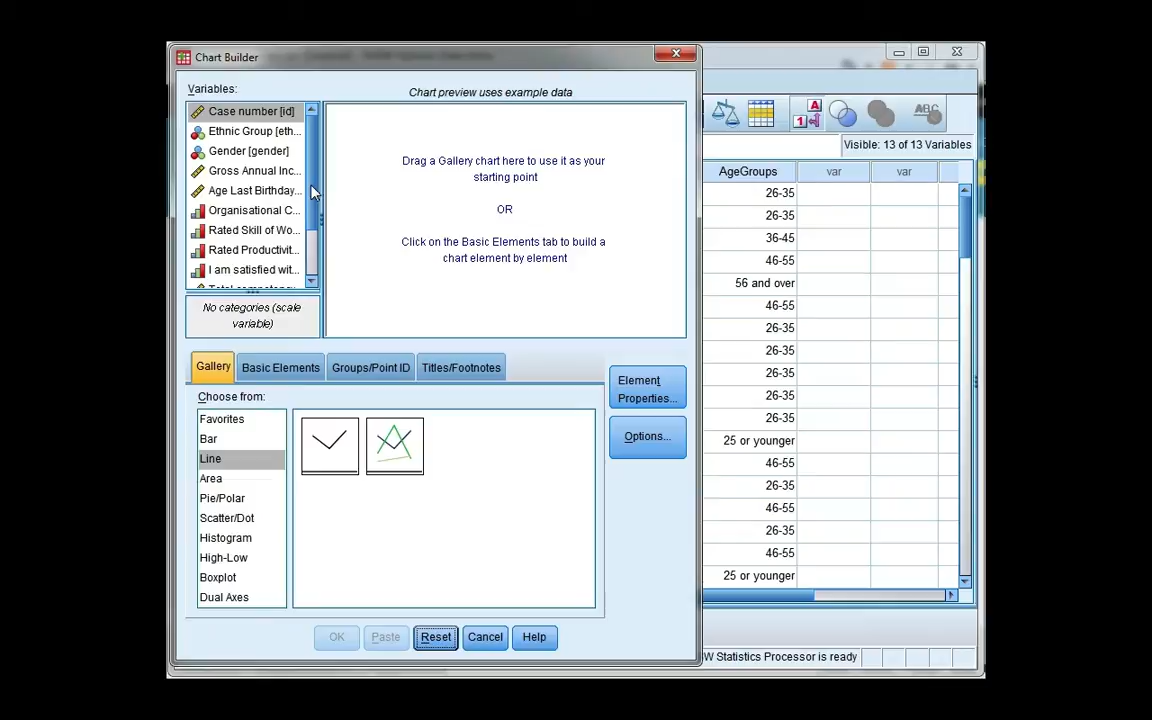 Chart Builder
Variables:
Chart preview uses example data
Case number [id]
Ethnic Group [eth...
Gender [gender]
Gross Annual Inc...
Age Last Birthday...
Organisational C...
Rated Skill of Wo...
Rated Productivit...
I am satisfied wit...
Drag a Gallery chart here to use it as your
starting point
OR
Click on the Basic Elements tab to build a
chart element by element
No categories (scale
variable)
Gallery
Basic Elements
Groups/Point ID
Titles/Footnotes
Choose from:
Favorites
Bar
Line
Area
Pie/Polar
Scatter/Dot
Histogram
High-Low
Boxplot
Dual Axes
Element
Properties...
Options...
OK
Paste
Reset
Cancel
Help
A
1
ABC
Visible: 13 of 13 Variables
AgeGroups
var
var
26-35
26-35
36-45
46-55
56 and over
46-55
26-35
26-35
26-35
26-35
26-35
25 or younger
46-55
26-35
46-55
26-35
46-55
25 or younger
W Statistics Processor is ready